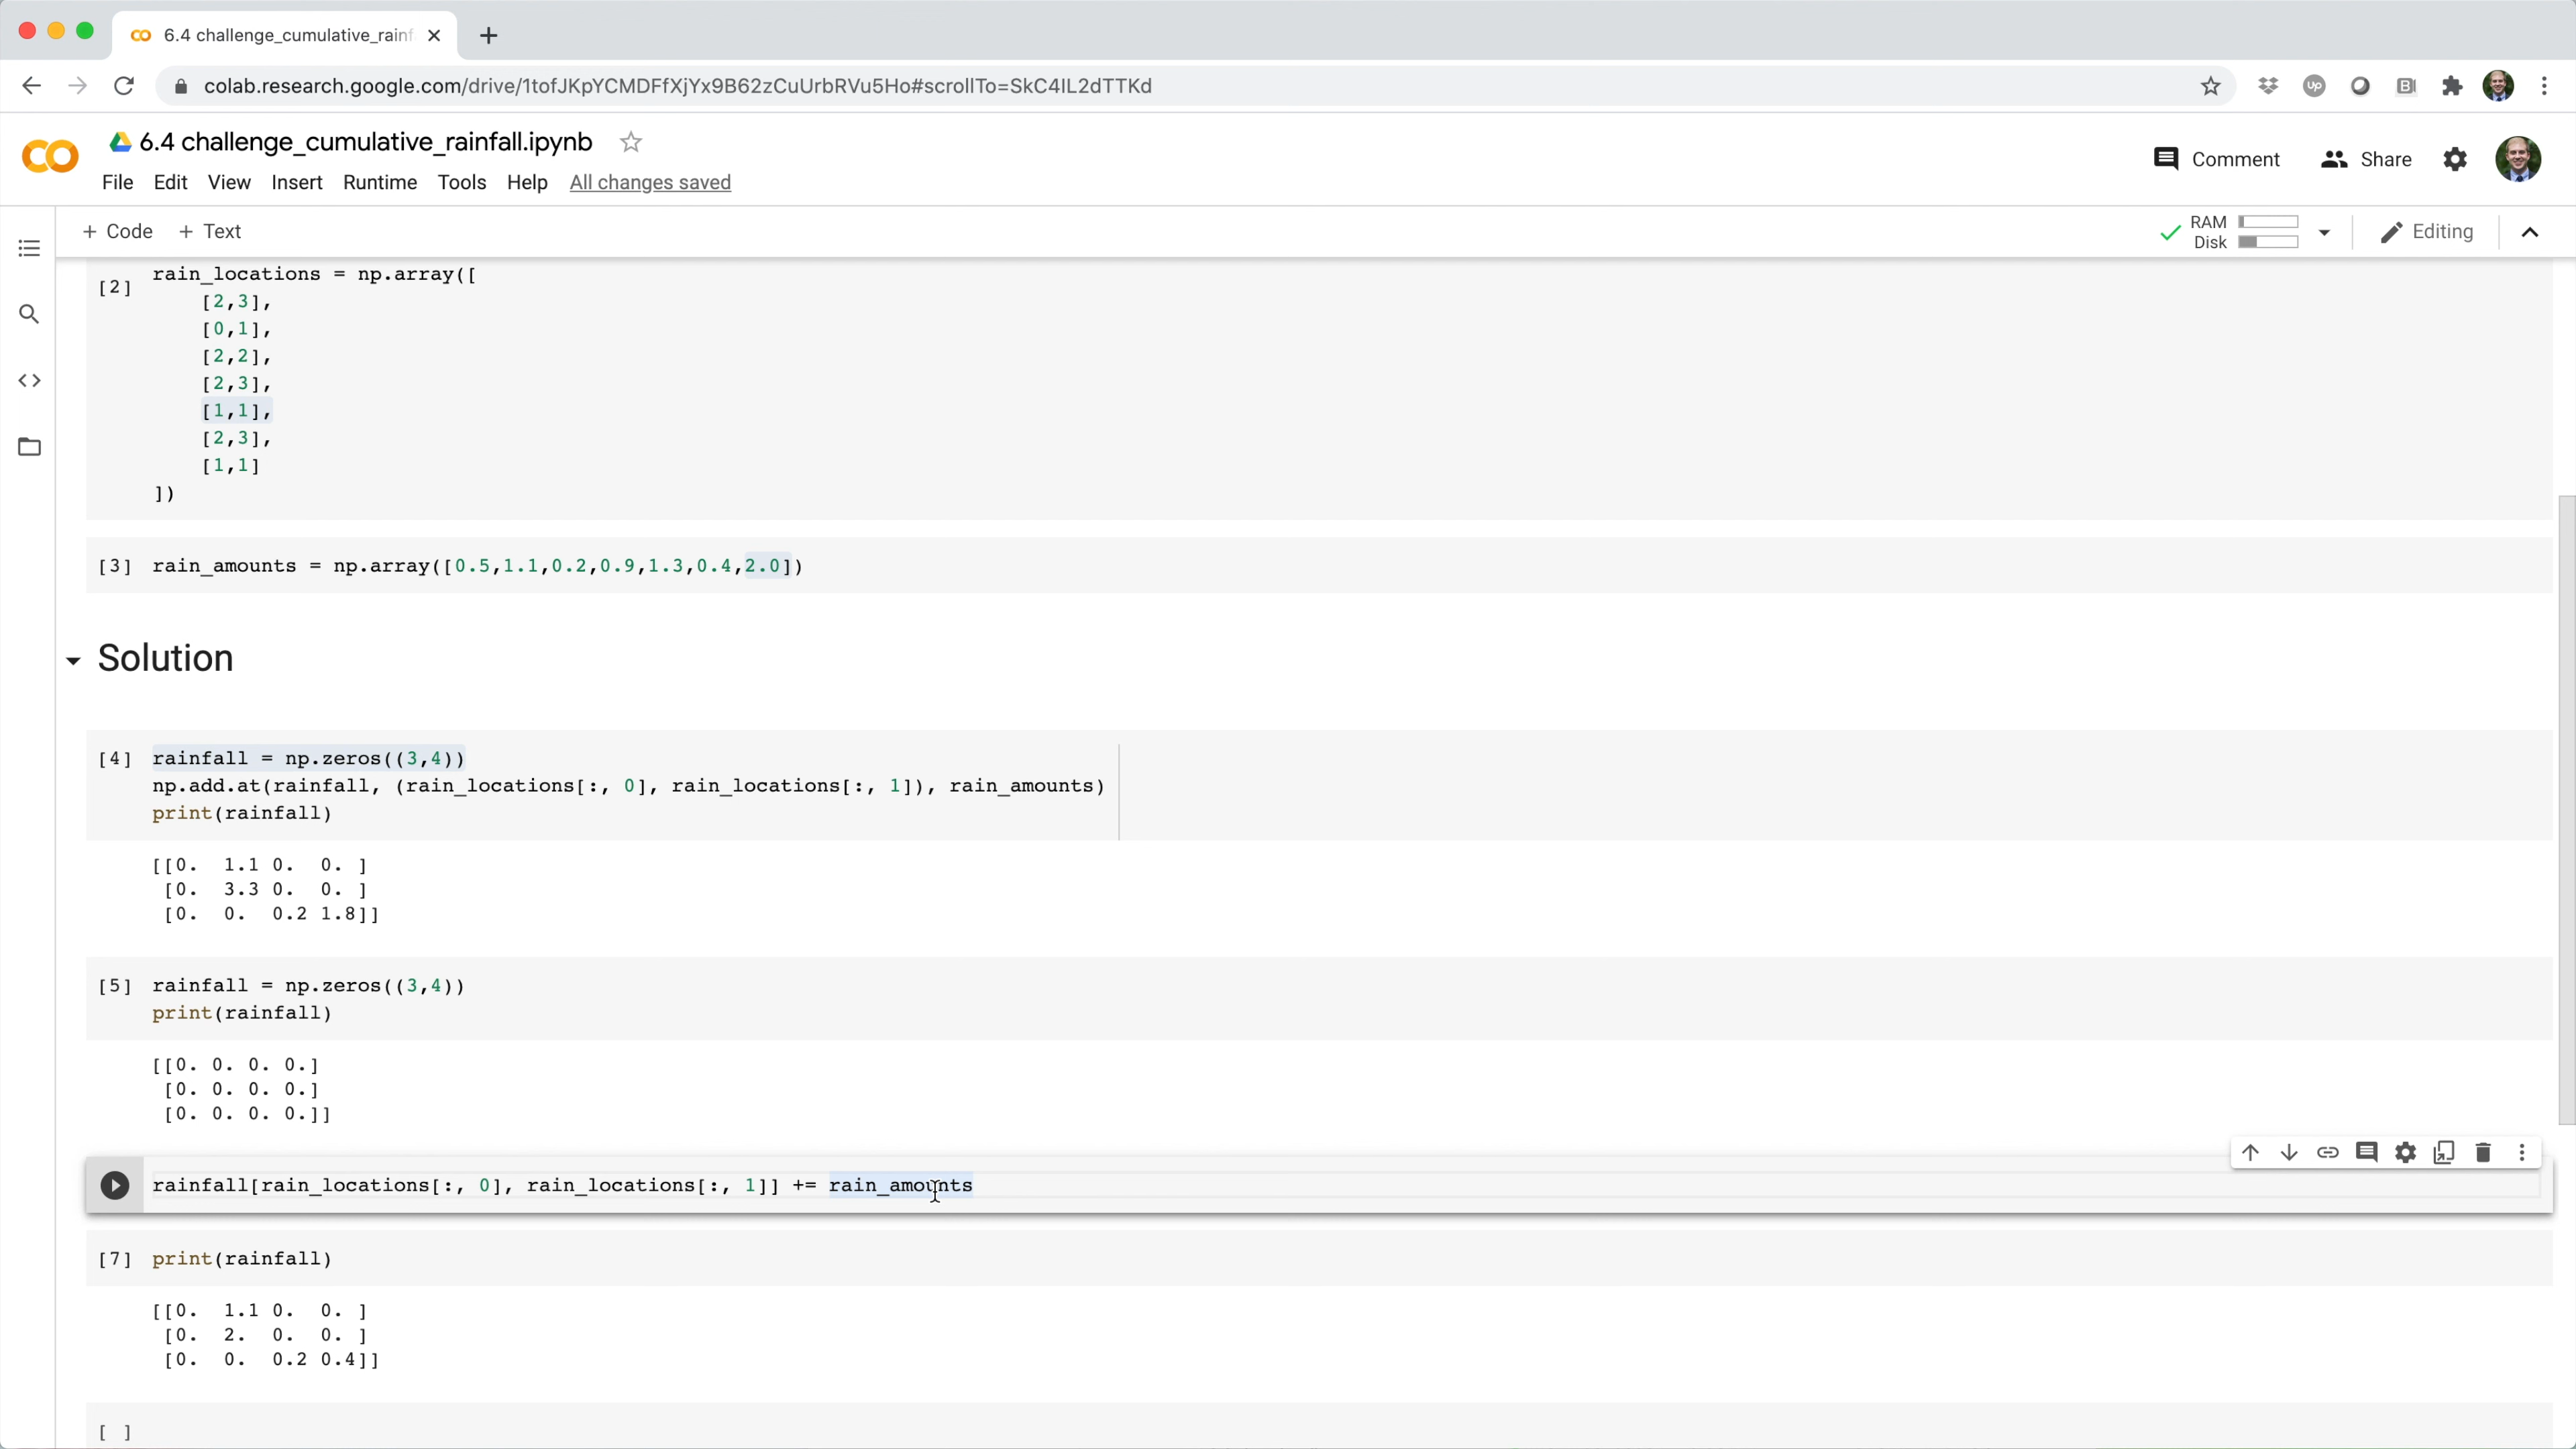 6.4 challenge_cumulative_rainf
colab.research.google.com/drive/1tofJKpYCMDFfXjYx9B62zCuUrbRVu5Ho#scrollTo=SkC4IL2dTTKd
6.4 challenge_cumulative_rainfall.ipynb
Comment Share
File Edit View Insert Runtime Tools Help All changes saved
+ Code + Text
RAM
Disk
Editing
[2] rain_locations = np.array([
[2,3],
[0,1],
[2,2],
[2,3],
[1,1],
[2,3],
[1,1]
])
[3] rain_amounts = np.array([0.5,1.1,0.2,0.9,1.3,0.4,2.0])
Solution
[4] rainfall = np.zeros((3,4))
np.add.at(rainfall, (rain_locations[:, 0], rain_locations[:, 1]), rain_amounts)
print(rainfall)
[[0. 1.1 0. 0. ]
[0. 3.3 0. 0. ]
[0. 0. 0.2 1.8]]
[5] rainfall = np.zeros((3,4))
print(rainfall)
[[0. 0. 0. 0.]
[0. 0. 0. 0.]
[0. 0. 0. 0.]]
rainfall[rain_locations[:, 0], rain_locations[:, 1]] += rain_amounts
[7] print(rainfall)
[[0. 1.1 0. 0. ]
[0. 2. 0. 0. ]
[0. 0. 0.2 0.4]]
[ ]